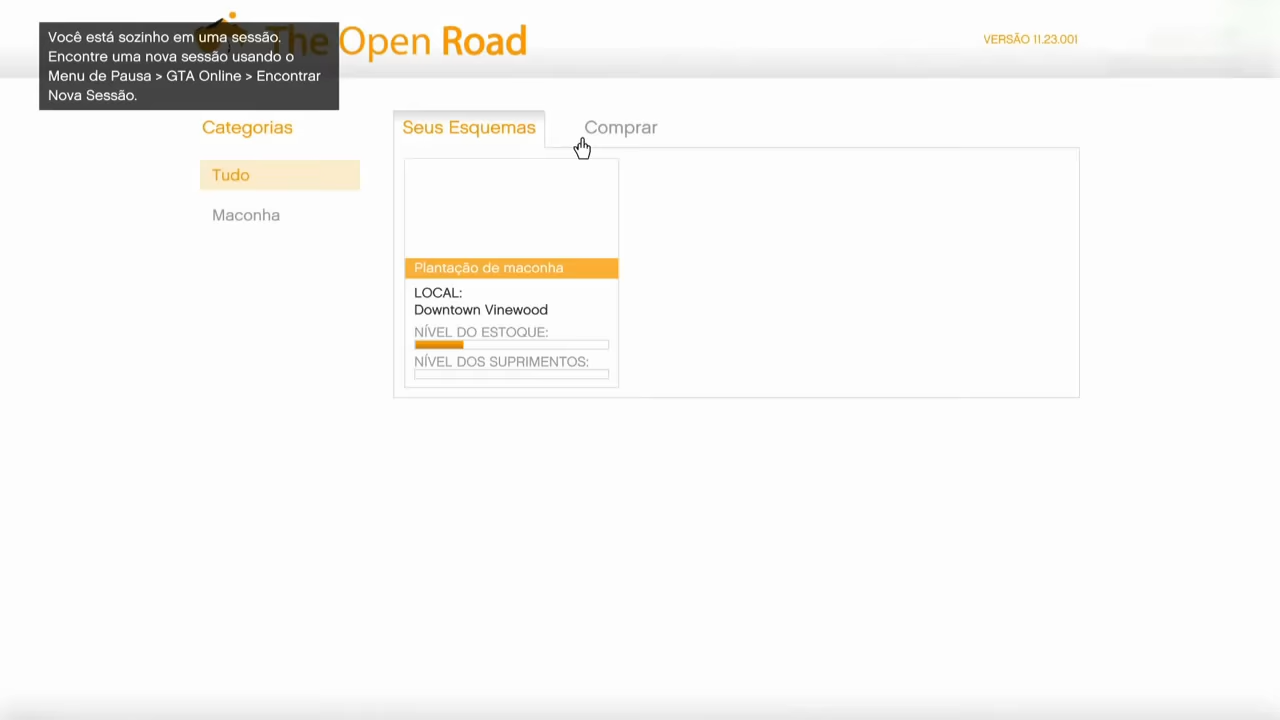 Você está sozinho em uma sessão.
Encontre uma nova sessão usando o
Menu de Pausa > GTA Online > Encontrar
Nova Sessão.
The Open Road
VERSÃO 11.23.001
Categorias
Tudo
Maconha
Seus Esquemas
Comprar
Plantação de maconha
LOCAL:
Downtown Vinewood
NÍVEL DO ESTOQUE:
NÍVEL DOS SUPRIMENTOS: